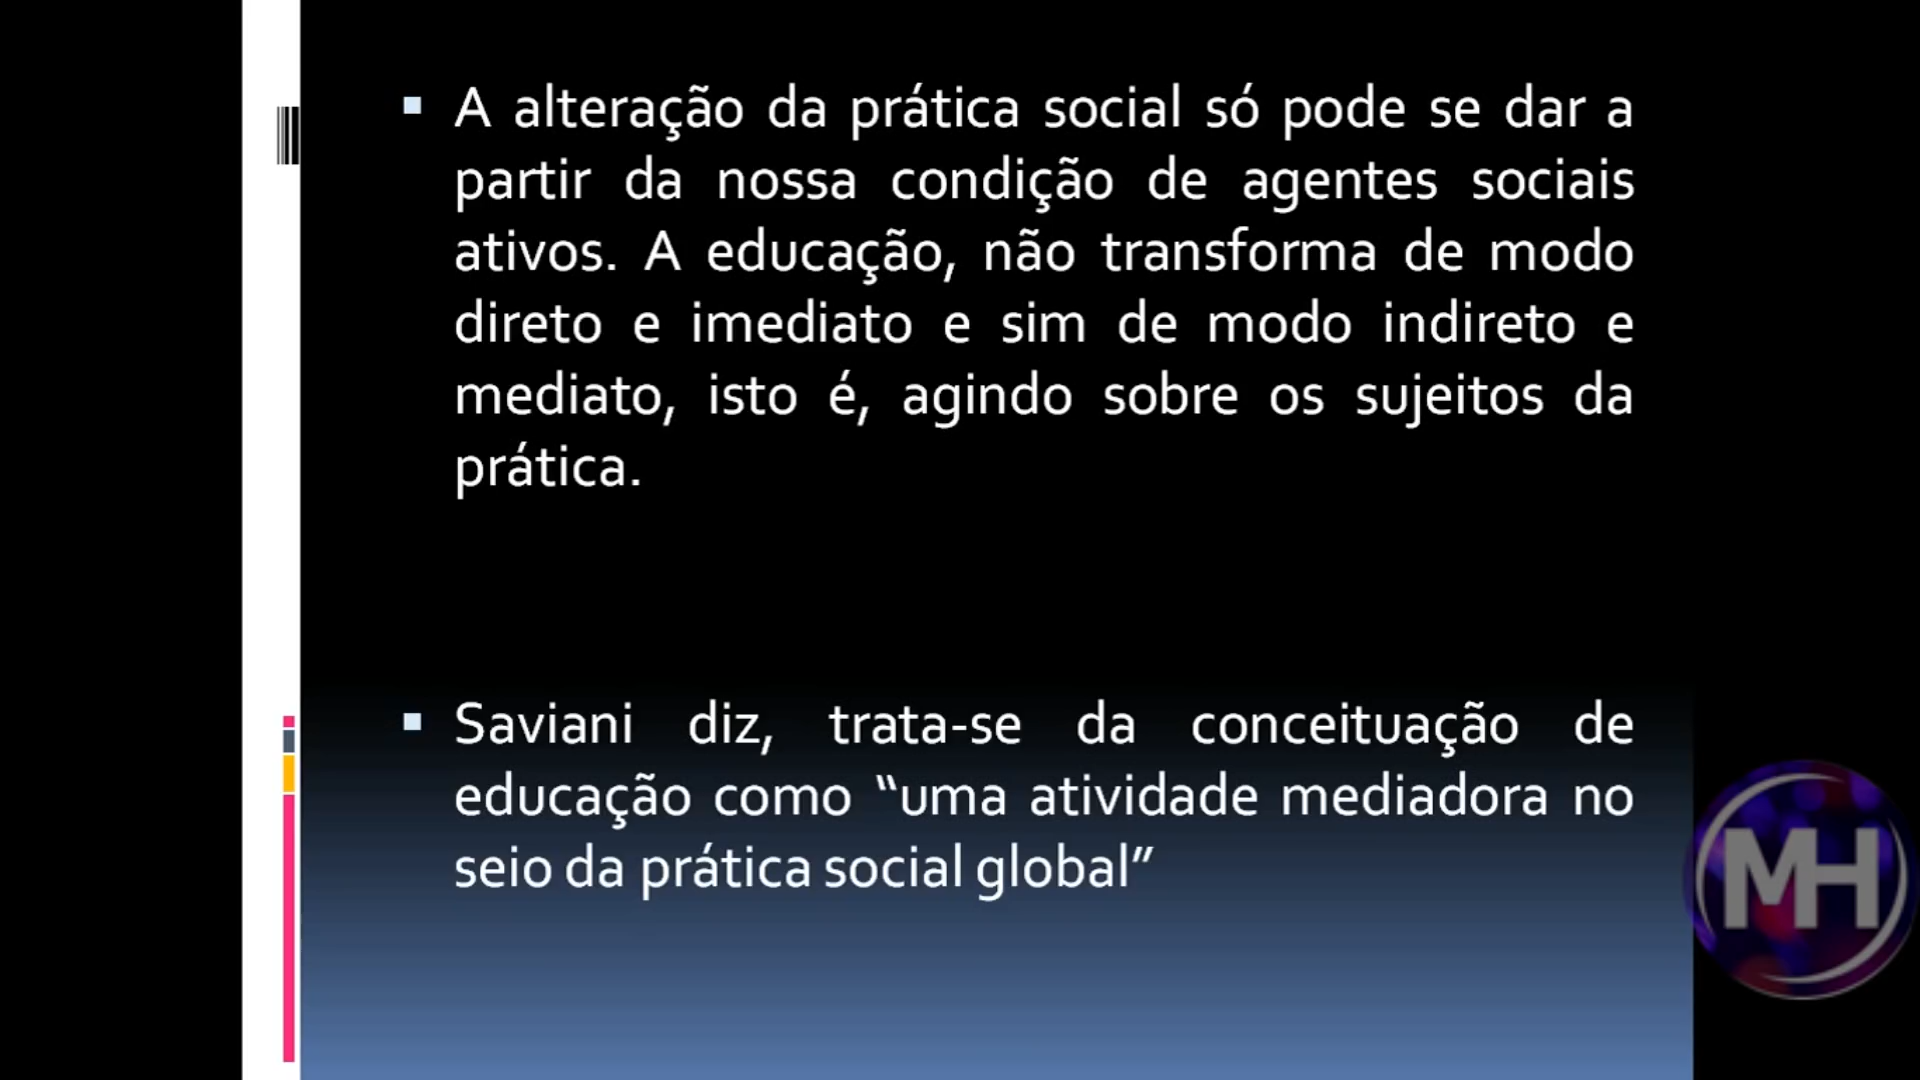 A alteração da prática social só pode se dar a
partir da nossa condição de agentes sociais
ativos. A educação, não transforma de modo
direto e imediato e sim de modo indireto e
mediato, isto é, agindo sobre os sujeitos da
prática.
Saviani diz, trata-se da conceituação de
educação como “uma atividade mediadora no
seio da prática social global”
MH